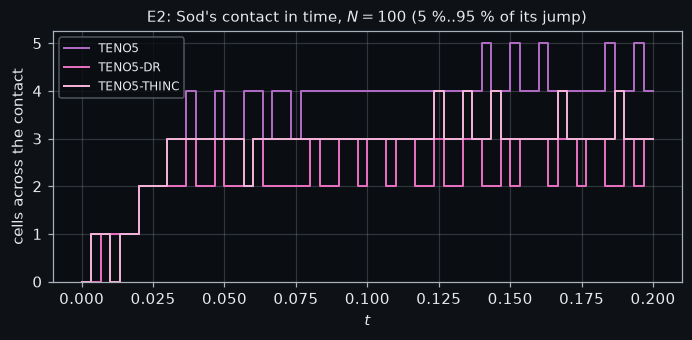 E2: Sod's contact in time, N = 100 (5 %..95 % of its jump)
cells across the contact
5
4
3
2
1
0
TENO5
TENO5-DR
TENO5-THINC
0.000 0.025 0.050 0.075 0.100 0.125 0.150 0.175 0.200
t